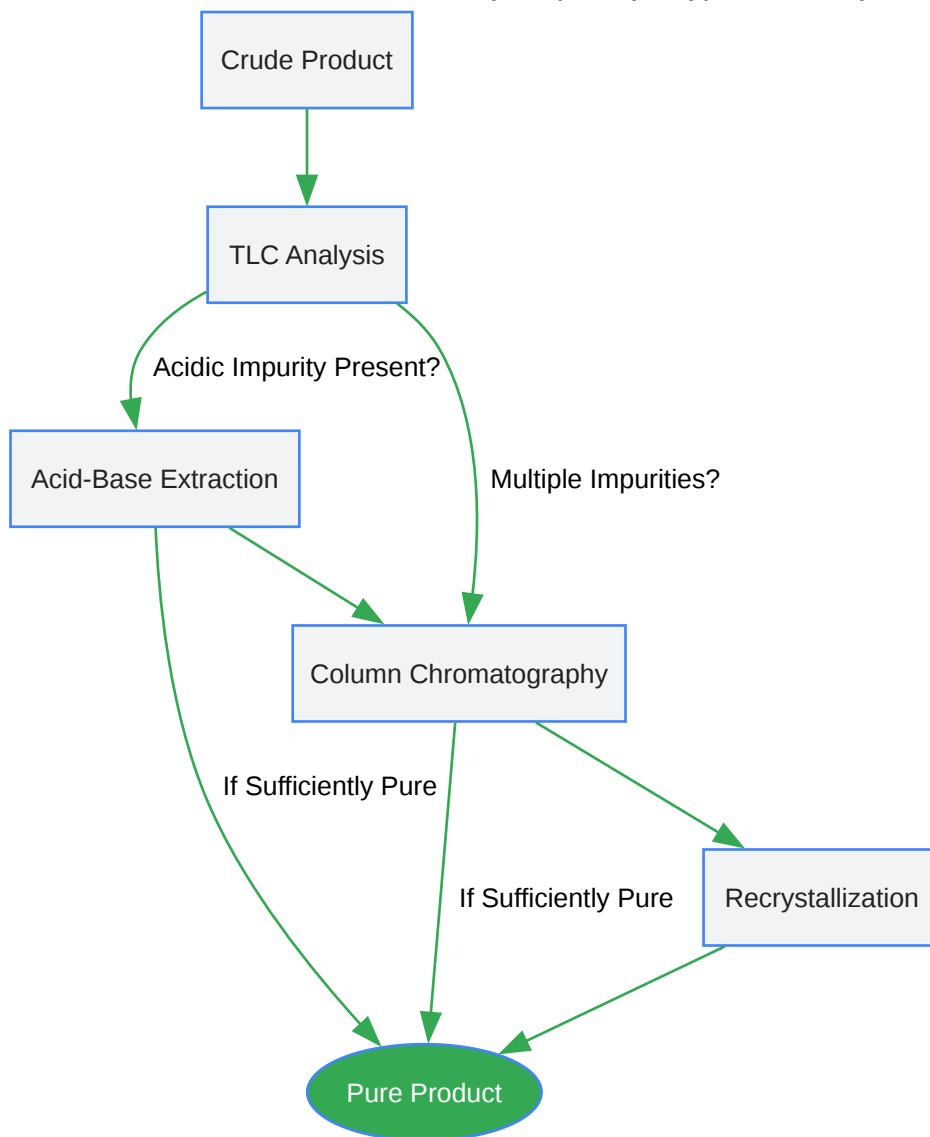 Crude Product
TLC Analysis
Acidic Impurity Present?
Acid-Base Extraction
Multiple Impurities?
Column Chromatography
If Sufficiently Pure
If Sufficiently Pure
Recrystallization
Pure Product